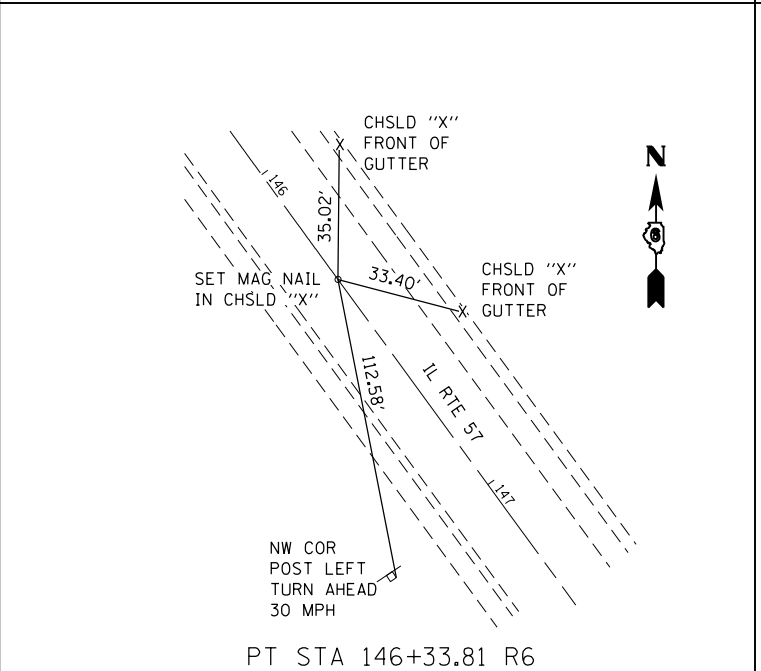 CHSLD "X"
FRONT OF
GUTTER
N
146
35.02'
33.40'
SET MAG NAIL
IN CHSLD "X"
CHSLD "X"
FRONT OF
GUTTER
112.58'
IL RTE 57
147
NW COR
POST LEFT
TURN AHEAD
30 MPH
PT STA 146+33.81 R6